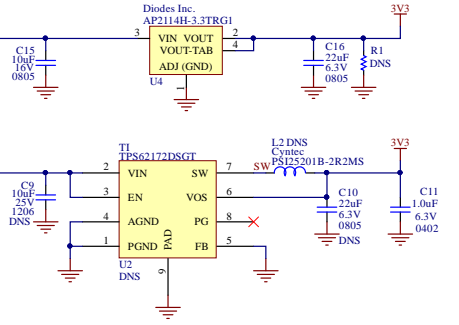 Diodes Inc.
AP2114H-3.3TRG1
3V3
3 VIN VOUT 2
VOUT-TAB 4
ADJ (GND)
1
U4
C15
10uF
16V
0805
C16
22uF
6.3V
0805
R1
DNS
TI
TPS62172DSGT
L2 DNS
Cyntec
PSI25201B-2R2MS
3V3
2 VIN SW 7 SW
3 EN VOS 6
4 AGND PG 8
1 PGND FB 5
PAD
9
U2
DNS
C9
10uF
25V
1206
DNS
C10
22uF
6.3V
0805
DNS
C11
1.0uF
6.3V
0402